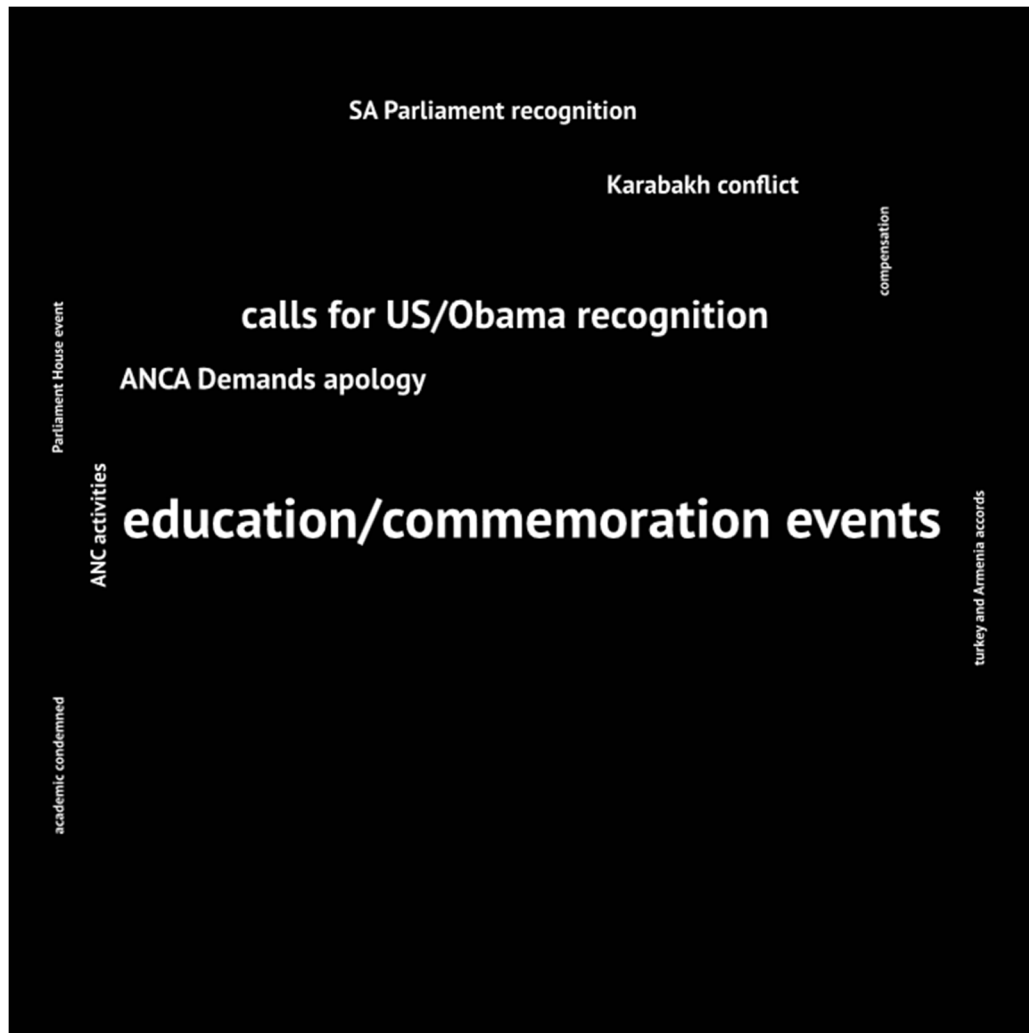 SA Parliament recognition
Karabakh conflict
compensation
calls for US/Obama recognition
Parliament House event
ANCA Demands apology
ANC activities
education/commemoration events
turkey and Armenia accords
academic condemned